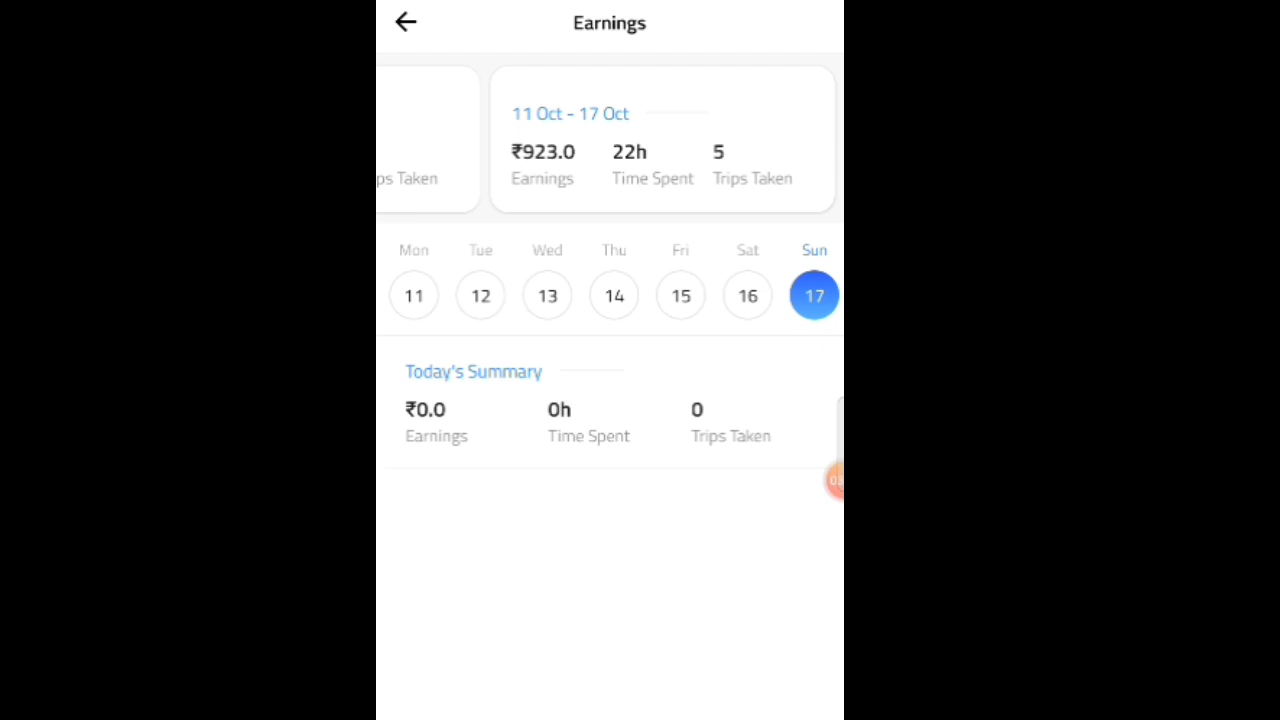 Earnings
ps Taken
11 Oct - 17 Oct
₹923.0 22h 5
Earnings Time Spent Trips Taken
Mon Tue Wed Thu Fri Sat Sun
11 12 13 14 15 16 17
Today's Summary
₹0.0 0h 0
Earnings Time Spent Trips Taken